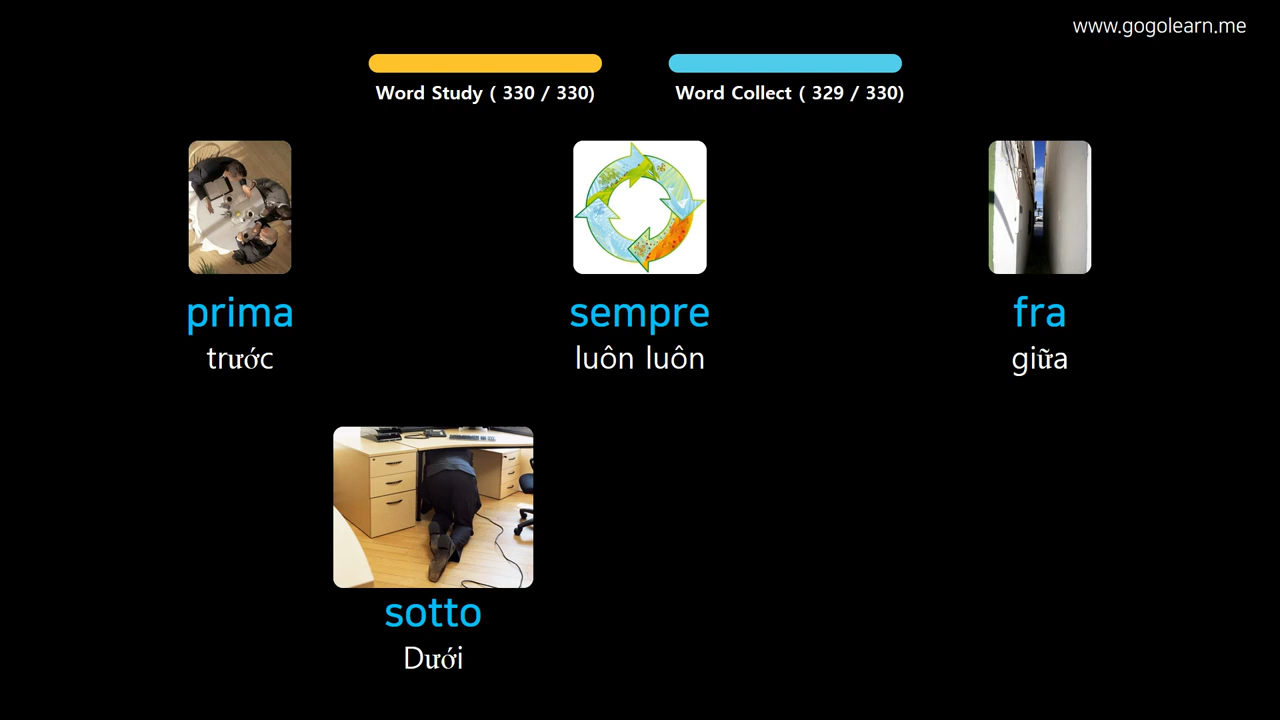 www.gogolearn.me
Word Study ( 330 / 330)
Word Collect ( 329 / 330)
prima
trước
sempre
luôn luôn
fra
giữa
sotto
Dưới